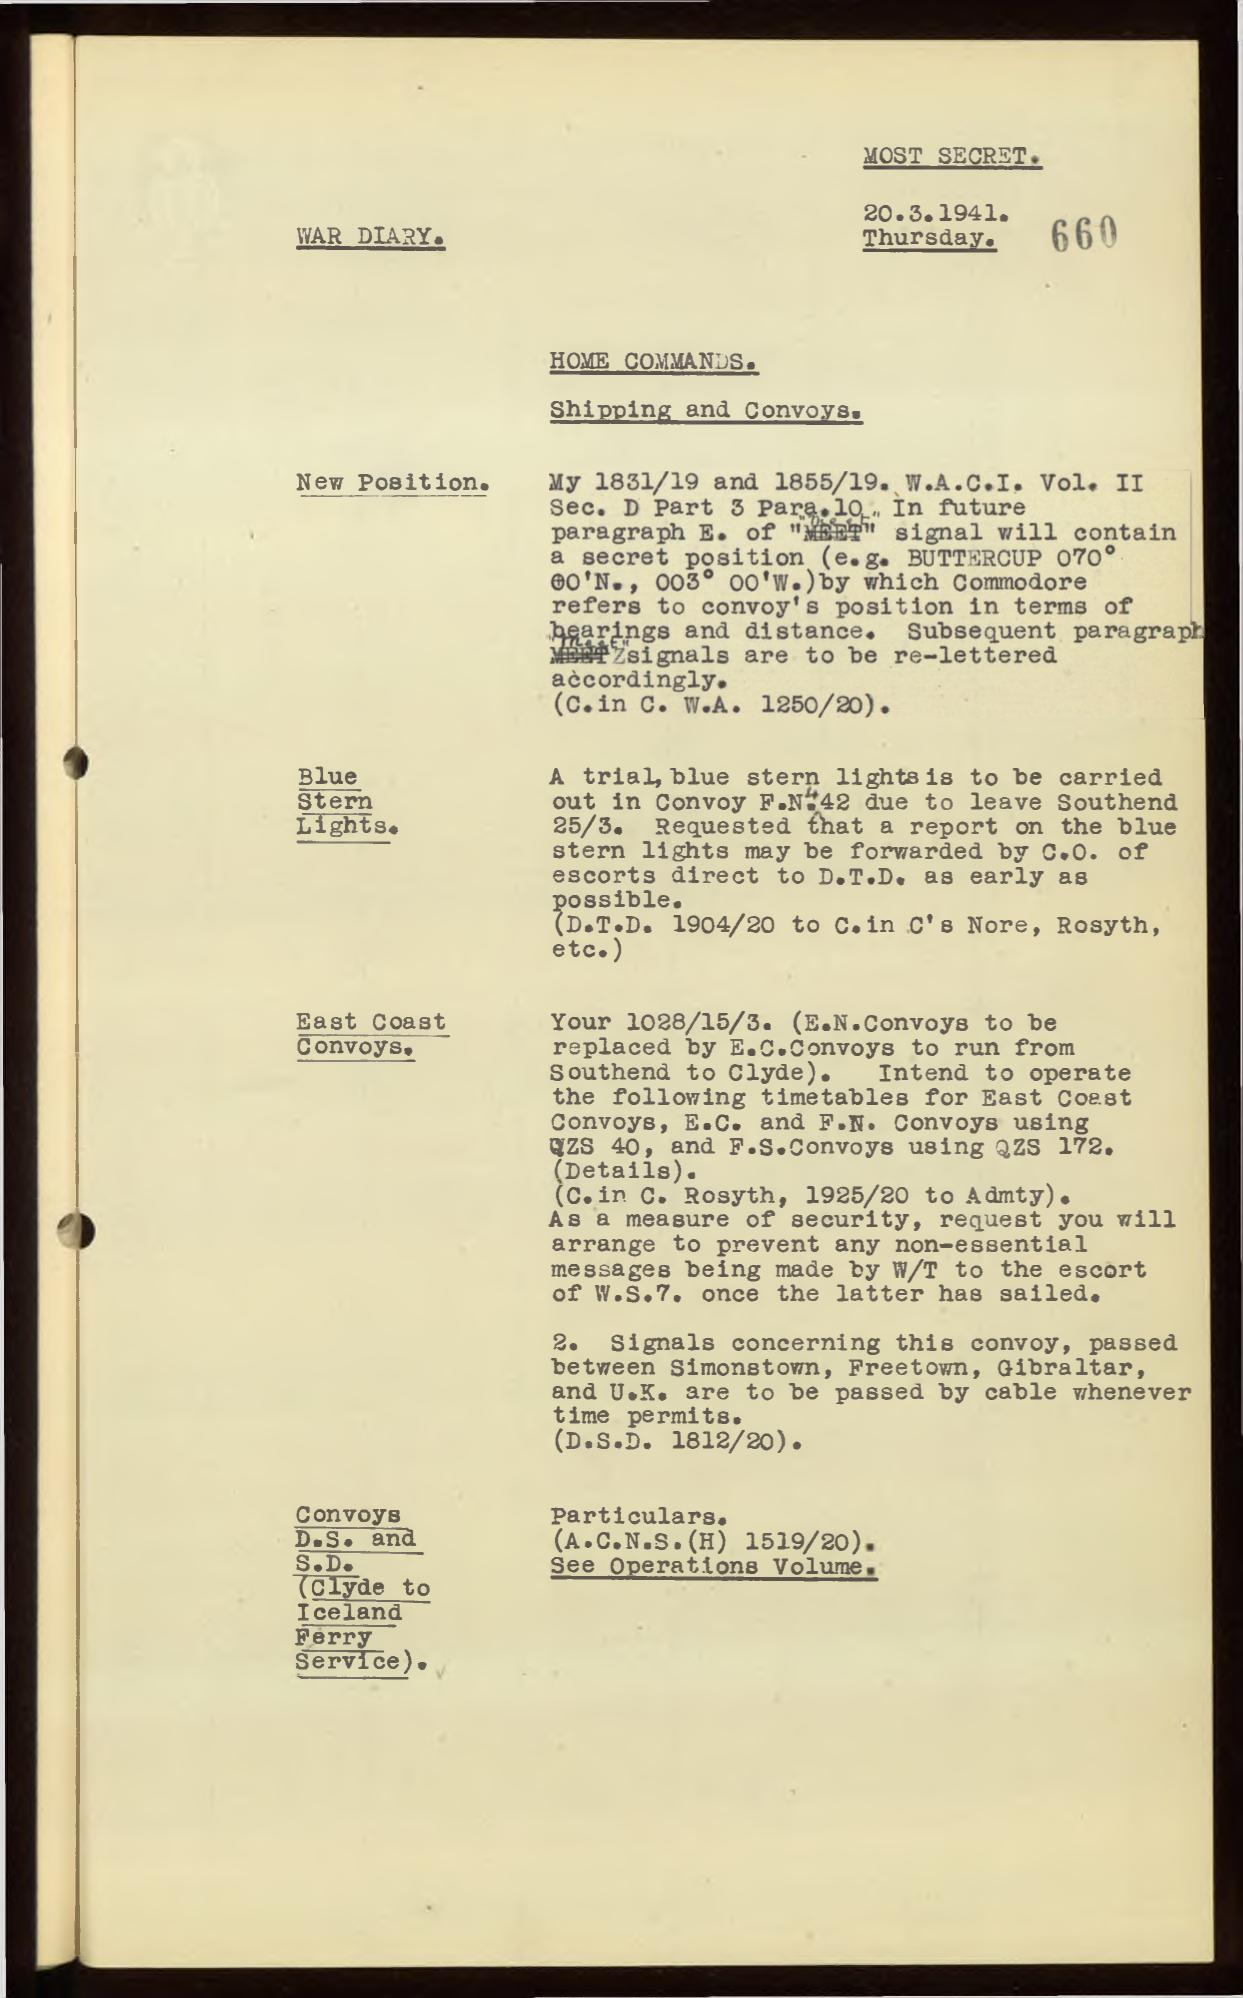 MOST SECRET.
20.3.1941.
WAR DIARY.
Thursday.
660
HOME COMMANDS.
Shipping and Convoys.
New Position.
My 1831/19 and 1855/19. W.A.C.I. Vol. II
Sec. D Part 3 Para.10. In future
paragraph E. of "MEET" signal will contain
a secret position (e.g. BUTTERCUP 070°
00'N., 003° 00'W.)by which Commodore
refers to convoy's position in terms of
bearings and distance. Subsequent paragraph
"Meet" signals are to be re-lettered
accordingly.
(C.in C. W.A. 1250/20).
Blue
Stern
Lights.
A trial, blue stern lights is to be carried
out in Convoy F.N.42 due to leave Southend
25/3. Requested that a report on the blue
stern lights may be forwarded by C.O. of
escorts direct to D.T.D. as early as
possible.
(D.T.D. 1904/20 to C.in C's Nore, Rosyth,
etc.)
East Coast
Convoys.
Your 1028/15/3. (E.N.Convoys to be
replaced by E.C.Convoys to run from
Southend to Clyde). Intend to operate
the following timetables for East Coast
Convoys, E.C. and F.N. Convoys using
QZS 40, and F.S.Convoys using QZS 172.
(Details).
(C.in C. Rosyth, 1925/20 to Admty).
As a measure of security, request you will
arrange to prevent any non-essential
messages being made by W/T to the escort
of W.S.7. once the latter has sailed.
2. Signals concerning this convoy, passed
between Simonstown, Freetown, Gibraltar,
and U.K. are to be passed by cable whenever
time permits.
(D.S.D. 1812/20).
Convoys
D.S. and
S.D.
(Clyde to
Iceland
Ferry
Service).
Particulars.
(A.C.N.S.(H) 1519/20).
See Operations Volume.